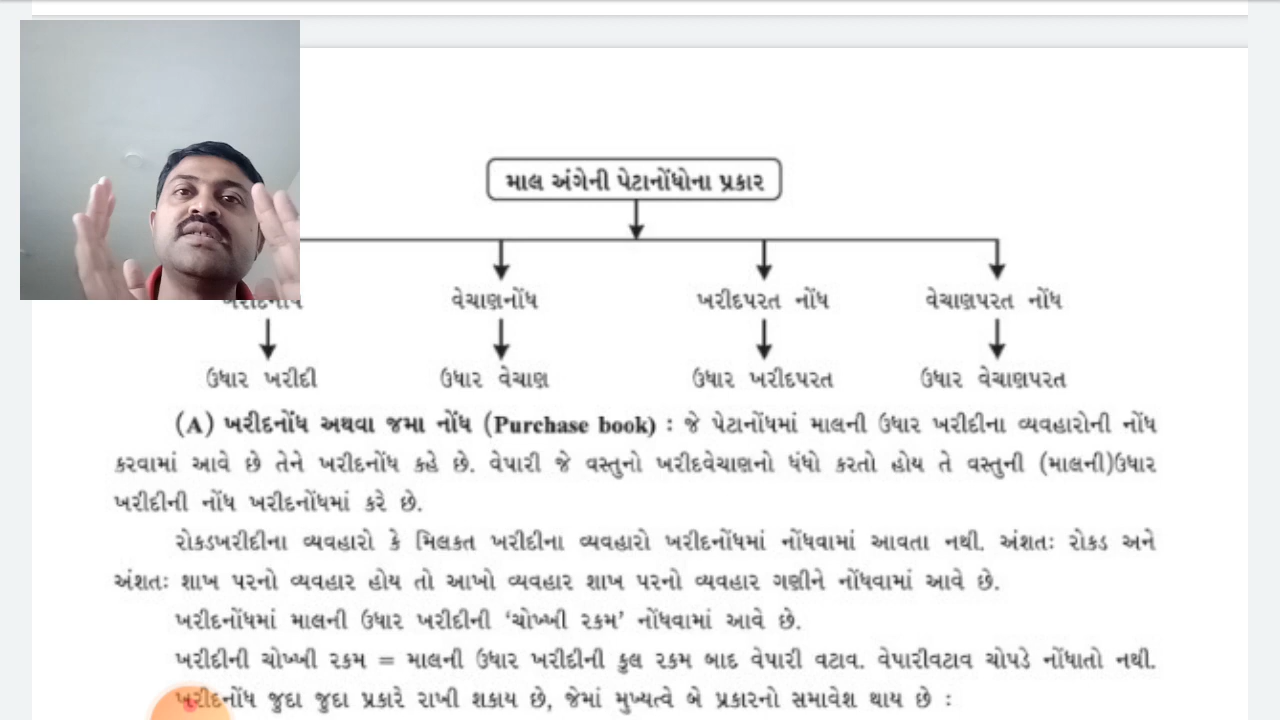 માલ અંગેની પેટાનોંધોના પ્રકાર
વેચાણનોંધ ખરીદપરત નોંધ વેચાણપરત નોંધ
ઉધાર ખરીદી ઉધાર વેચાણ ઉધાર ખરીદપરત ઉધાર વેચાણપરત
(A) ખરીદનોંધ અથવા જમા નોંધ (Purchase book) : જે પેટાનોંધમાં માલની ઉધાર ખરીદીના વ્યવહારોની નોંધ
કરવામાં આવે છે તેને ખરીદનોંધ કહે છે. વેપારી જે વસ્તુનો ખરીદવેચાણનો ધંધો કરતો હોય તે વસ્તુની (માલની)ઉધાર
ખરીદીની નોંધ ખરીદનોંધમાં કરે છે.
રોકડખરીદીના વ્યવહારો કે મિલકત ખરીદીના વ્યવહારો ખરીદનોંધમાં નોંધવામાં આવતા નથી. અંશતઃ રોકડ અને
અંશતઃ શાખ પરનો વ્યવહાર હોય તો આખો વ્યવહાર શાખ પરનો વ્યવહાર ગણીને નોંધવામાં આવે છે.
ખરીદનોંધમાં માલની ઉધાર ખરીદીની ‘ચોખ્ખી રકમ’ નોંધવામાં આવે છે.
ખરીદીની ચોખ્ખી રકમ = માલની ઉધાર ખરીદીની કુલ રકમ બાદ વેપારી વટાવ. વેપારીવટાવ ચોપડે નોંધાતો નથી.
ખરીદનોંધ જુદા જુદા પ્રકારે રાખી શકાય છે, જેમાં મુખ્યત્વે બે પ્રકારનો સમાવેશ થાય છે :